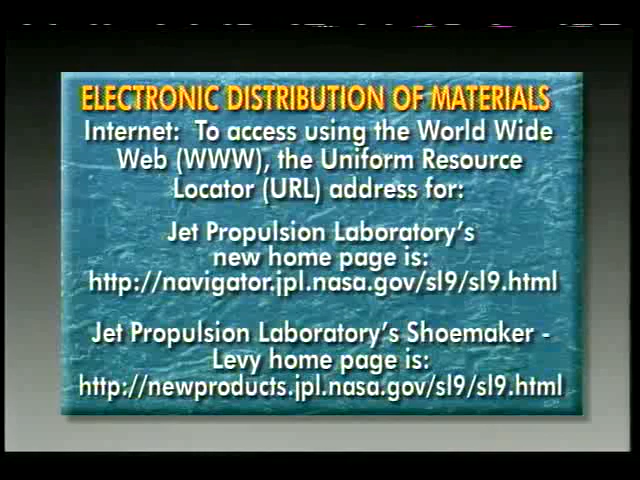 ELECTRONIC DISTRIBUTION OF MATERIALS
Internet: To access using the World Wide
Web (WWW), the Uniform Resource
Locator (URL) address for:
Jet Propulsion Laboratory's
new home page is:
http://navigator.jpl.nasa.gov/sl9/sl9.html
Jet Propulsion Laboratory's Shoemaker -
Levy home page is:
http://newproducts.jpl.nasa.gov/sl9/sl9.html